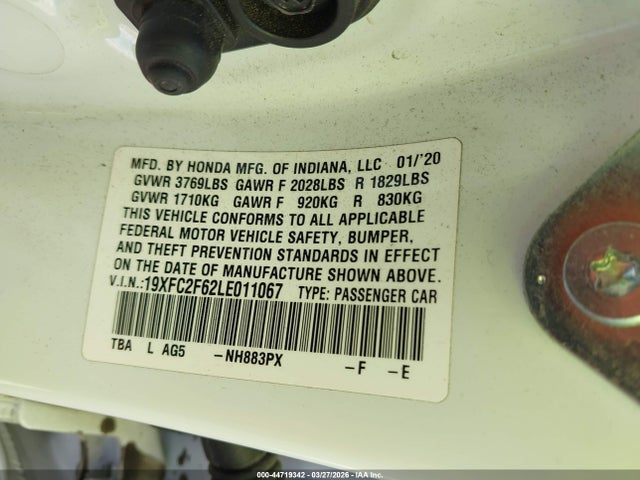 MFD. BY HONDA MFG. OF INDIANA, LLC 01/'20
GVWR 3769LBS GAWR F 2028LBS R 1829LBS
GVWR 1710KG GAWR F 920KG R 830KG
THIS VEHICLE CONFORMS TO ALL APPLICABLE
FEDERAL MOTOR VEHICLE SAFETY, BUMPER,
AND THEFT PREVENTION STANDARDS IN EFFECT
ON THE DATE OF MANUFACTURE SHOWN ABOVE.
V.I.N.:19XFC2F62LE011067 TYPE: PASSENGER CAR
TBA L AG5 -NH883PX -F -E
© - 44719342 - 03/27/2026 - IAA Inc.